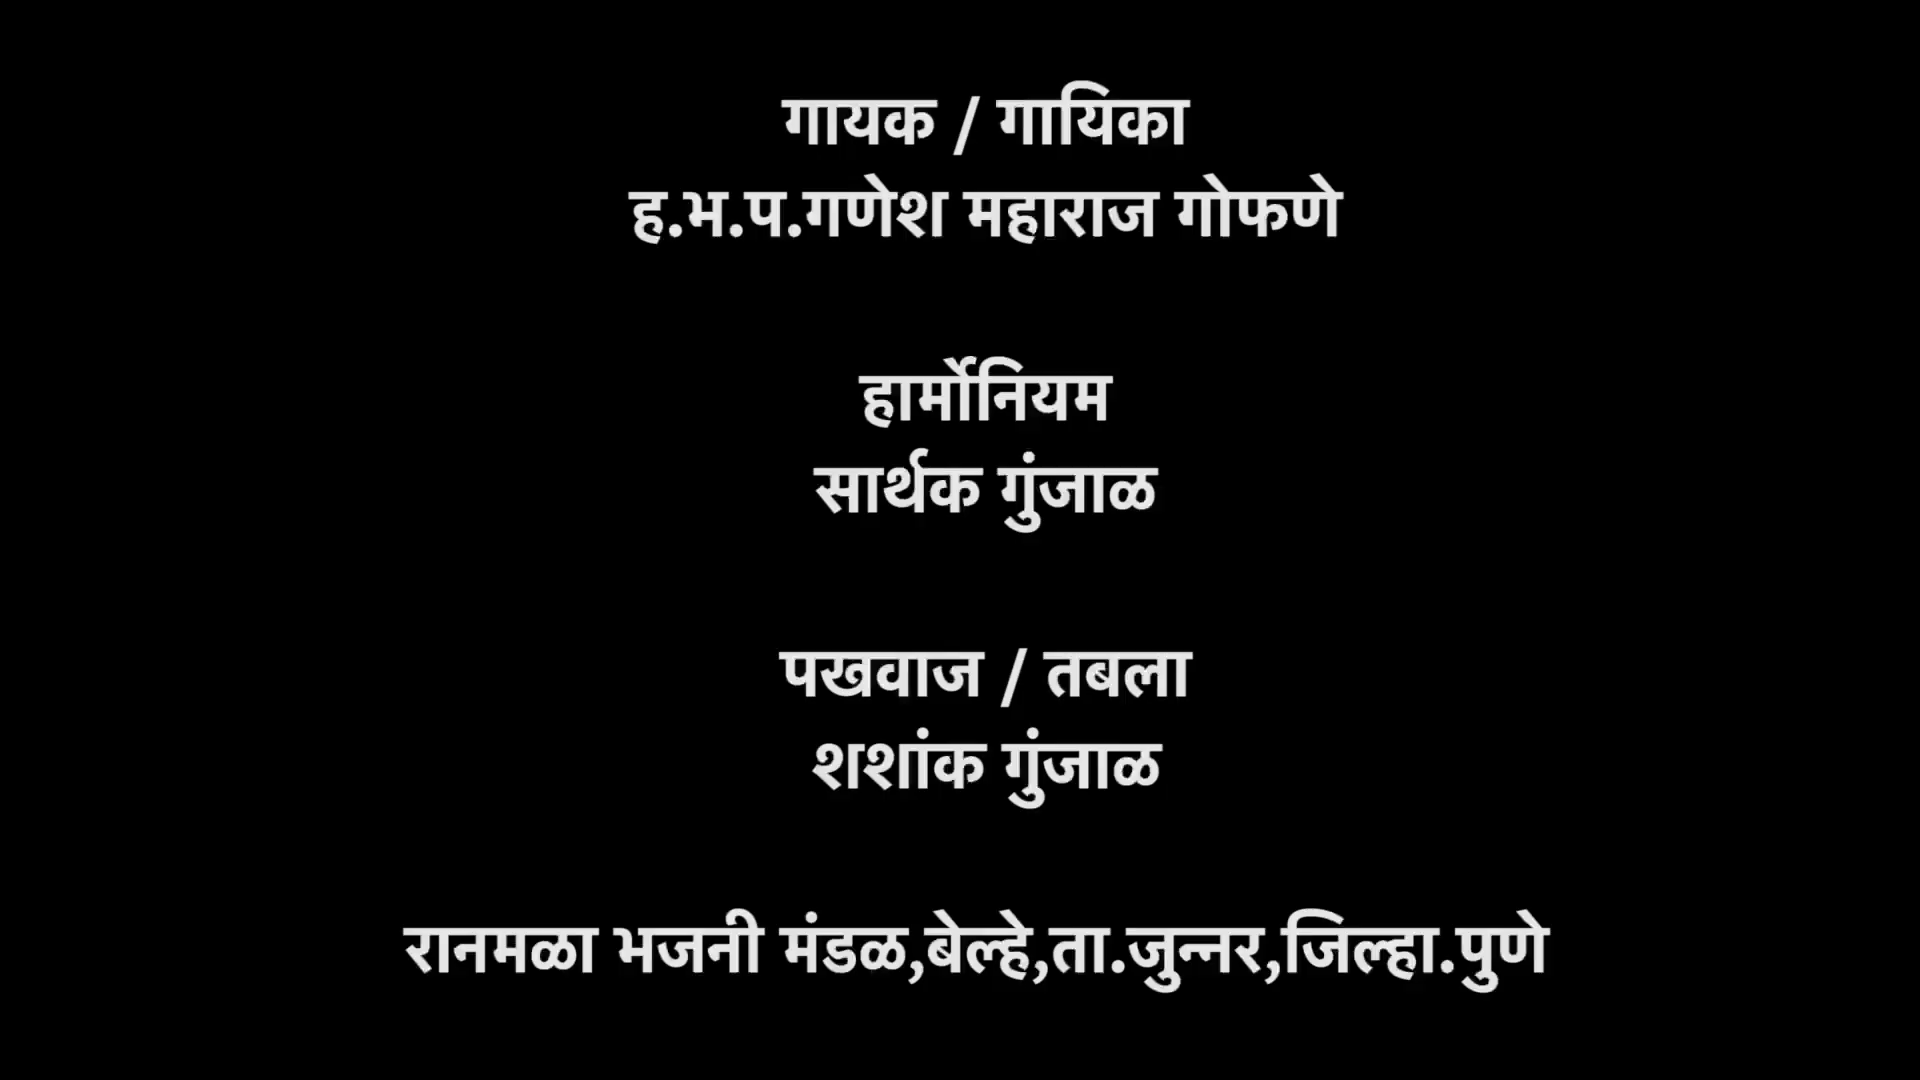 गायक / गायिका
ह.भ.प.गणेश महाराज गोफणे
हार्मोनियम
सार्थक गुंजाळ
पखवाज / तबला
शशांक गुंजाळ
रानमळा भजनी मंडळ,बेल्हे,ता.जुन्नर,जिल्हा.पुणे